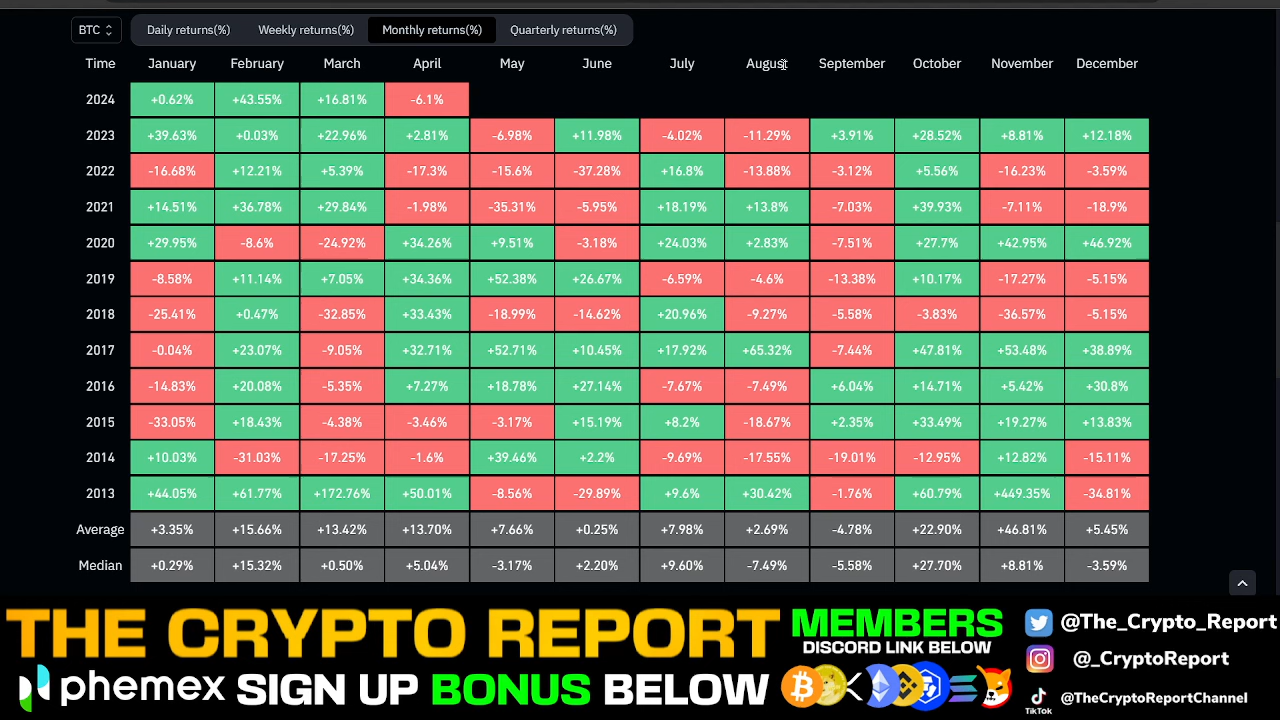 BTC Daily returns(%) Weekly returns(%) Monthly returns(%) Quarterly returns(%)
Time January February March April May June July August September October November December
2024 +0.62% +43.55% +16.81% -6.1%
2023 +39.63% +0.03% +22.96% +2.81% -6.98% +11.98% -4.02% -11.29% +3.91% +28.52% +8.81% +12.18%
2022 -16.68% +12.21% +5.39% -17.3% -15.6% -37.28% +16.8% -13.88% -3.12% +5.56% -16.23% -3.59%
2021 +14.51% +36.78% +29.84% -1.98% -35.31% -5.95% +18.19% +13.8% -7.03% +39.93% -7.11% -18.9%
2020 +29.95% -8.6% -24.92% +34.26% +9.51% -3.18% +24.03% +2.83% -7.51% +27.7% +42.95% +46.92%
2019 -8.58% +11.14% +7.05% +34.36% +52.38% +26.67% -6.59% -4.6% -13.38% +10.17% -17.27% -5.15%
2018 -25.41% +0.47% -32.85% +33.43% -18.99% -14.62% +20.96% -9.27% -5.58% -3.83% -36.57% -5.15%
2017 -0.04% +23.07% -9.05% +32.71% +52.71% +10.45% +17.92% +65.32% -7.44% +47.81% +53.48% +38.89%
2016 -14.83% +20.08% -5.35% +7.27% +18.78% +27.14% -7.67% -7.49% +6.04% +14.71% +5.42% +30.8%
2015 -33.05% +18.43% -4.38% -3.46% -3.17% +15.19% +8.2% -18.67% +2.35% +33.49% +19.27% +13.83%
2014 +10.03% -31.03% -17.25% -1.6% +39.46% +2.2% -9.69% -17.55% -19.01% -12.95% +12.82% -15.11%
2013 +44.05% +61.77% +172.76% +50.01% -8.56% -29.89% +9.6% +30.42% -1.76% +60.79% +449.35% -34.81%
Average +3.35% +15.66% +13.42% +13.70% +7.66% +0.25% +7.98% +2.69% -4.78% +22.90% +46.81% +5.45%
Median +0.29% +15.32% +0.50% +5.04% -3.17% +2.20% +9.60% -7.49% -5.58% +27.70% +8.81% -3.59%
THE CRYPTO REPORT
MEMBERS
DISCORD LINK BELOW
phemex SIGN UP BONUS BELOW
@The_Crypto_Report
@_CryptoReport
TikTok @TheCryptoReportChannel